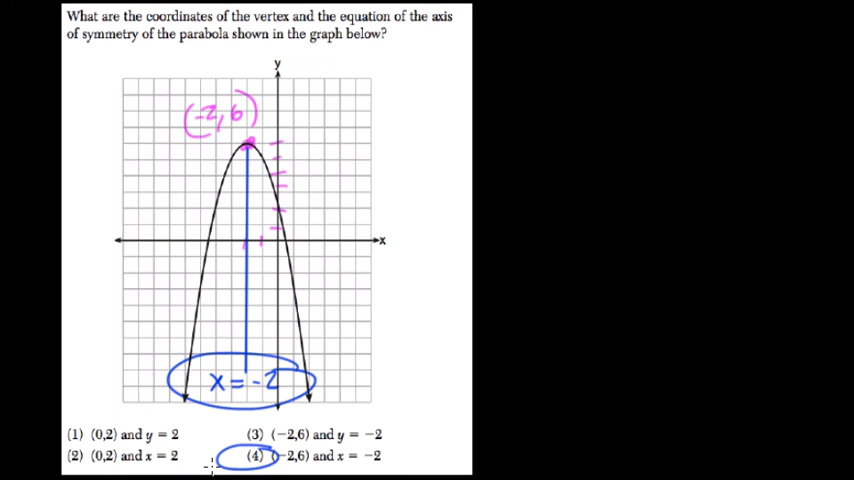 What are the coordinates of the vertex and the equation of the axis
of symmetry of the parabola shown in the graph below?
y
(-2,6)
x
x = -2
(1) (0,2) and y = 2
(3) (−2,6) and y = −2
(2) (0,2) and x = 2
(4) (−2,6) and x = −2